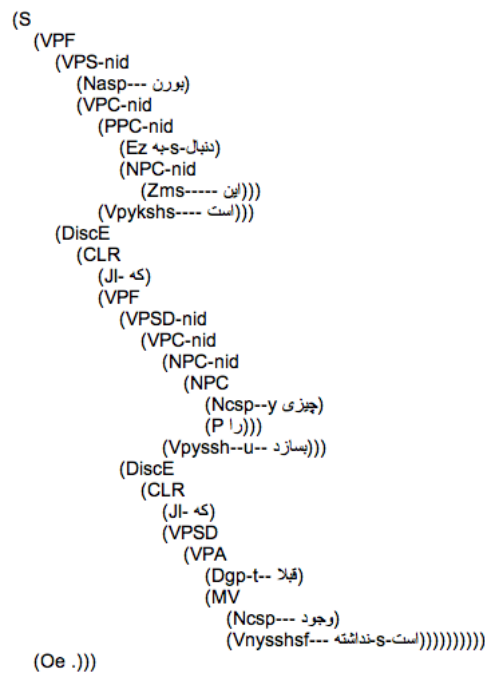 (S
(VPF
(VPS-nid
(Nasp--- بورن)
(VPC-nid
(PPC-nid
(Ez به-s-دنبال)
(NPC-nid
(Zms----- این)))
(Vpykshs---- است)))
(DiscE
(CLR
(JI- که)
(VPF
(VPSD-nid
(VPC-nid
(NPC-nid
(NPC
(Ncsp--y چیزی)
(P را)))
(Vpyssh--u-- بسازد)))
(DiscE
(CLR
(JI- که)
(VPSD
(VPA
(Dgp-t-- قبلا)
(MV
(Ncsp--- وجود)
(Vnysshsf--- نداشته-s-است))))))))))
(Oe .)))